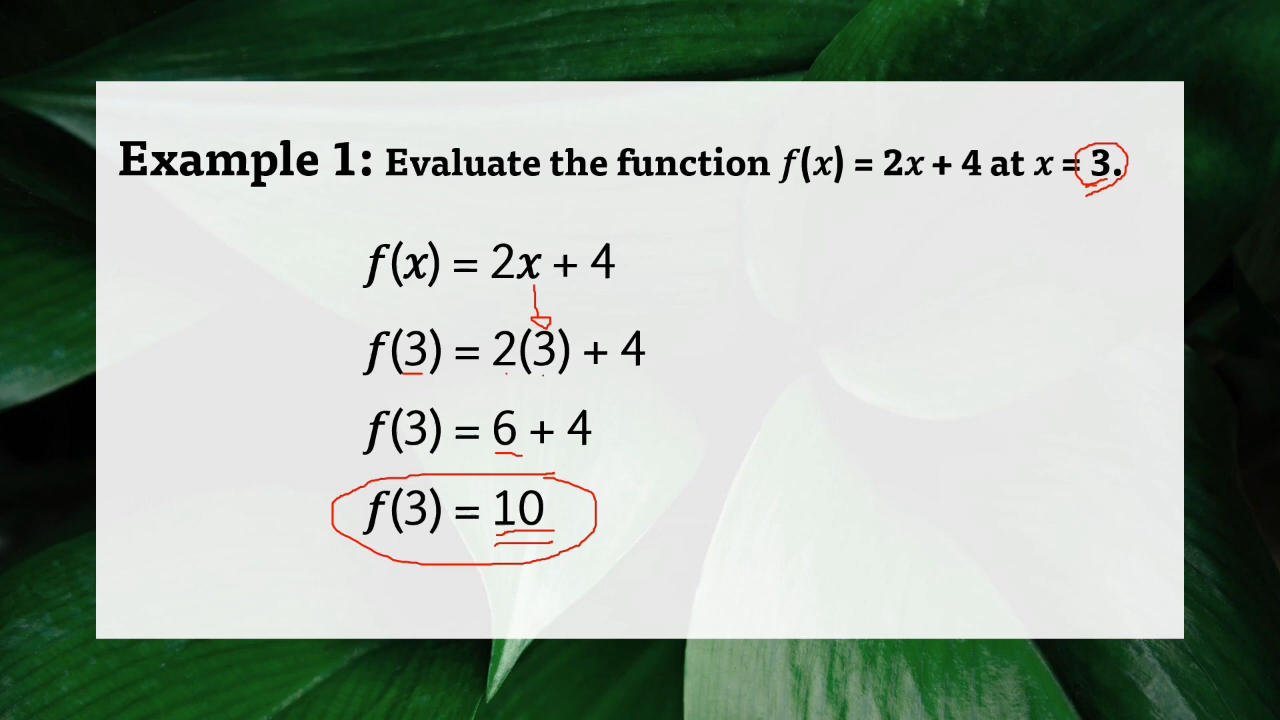 Example 1: Evaluate the function f(x) = 2x + 4 at x = 3.
f(x) = 2x + 4
f(3) = 2(3) + 4
f(3) = 6 + 4
f(3) = 10